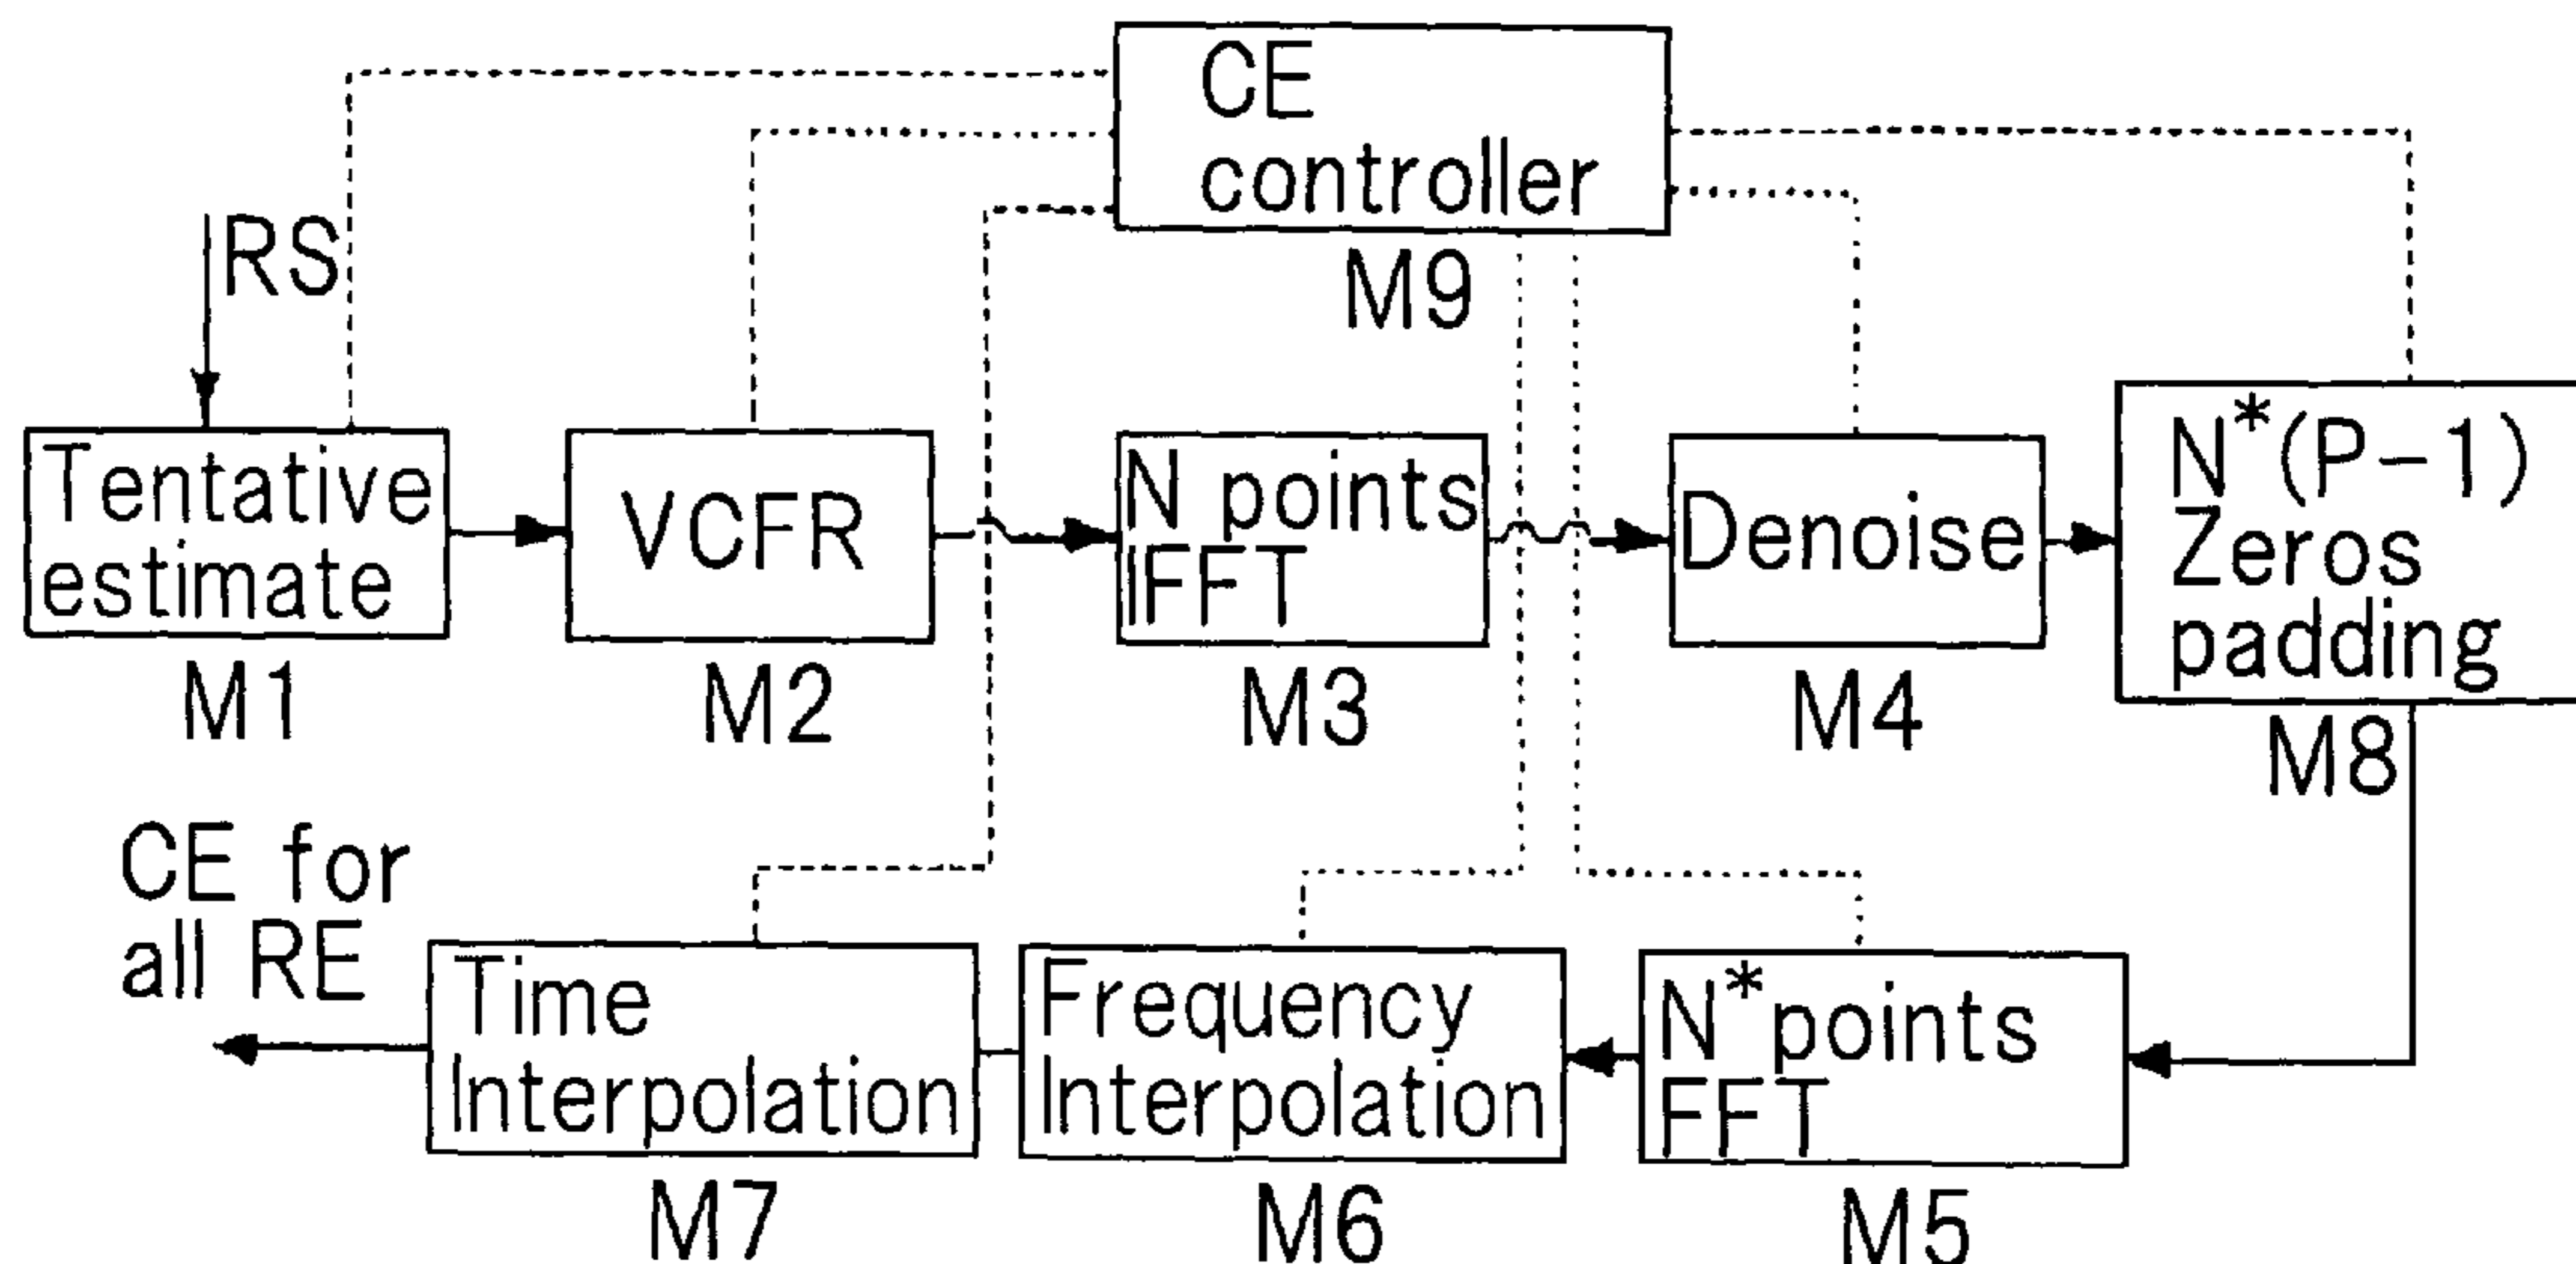 CE
controller
M9
RS
Tentative
estimate
M1
VCFR
M2
N points
IFFT
M3
Denoise
M4
N*(P-1)
Zeros
padding
M8
CE for
all RE
Time
Interpolation
M7
Frequency
Interpolation
M6
N*points
FFT
M5